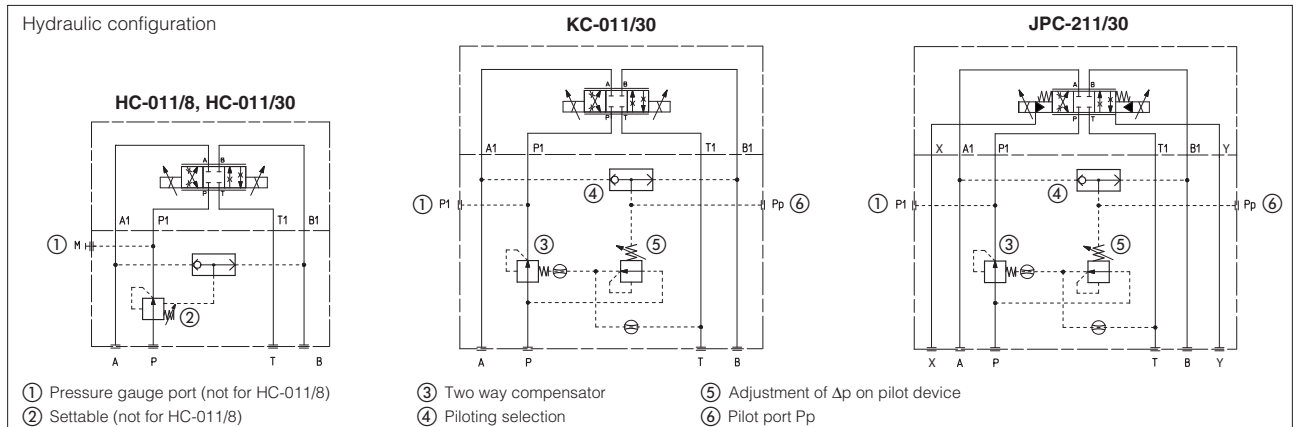 Hydraulic configuration
KC-011/30
JPC-211/30
HC-011/8, HC-011/30
A B
P T
A1 P1 T1 B1
① M
②
A P T B
A B
P T
A1 P1 T1 B1
④
① P1
Pp ⑥
③
⑤
A P T B
A B
P T
X A1 P1 T1 B1 Y
④
① P1
Pp ⑥
③
⑤
X A P T B Y
① Pressure gauge port (not for HC-011/8)
② Settable (not for HC-011/8)
③ Two way compensator
④ Piloting selection
⑤ Adjustment of Δp on pilot device
⑥ Pilot port Pp